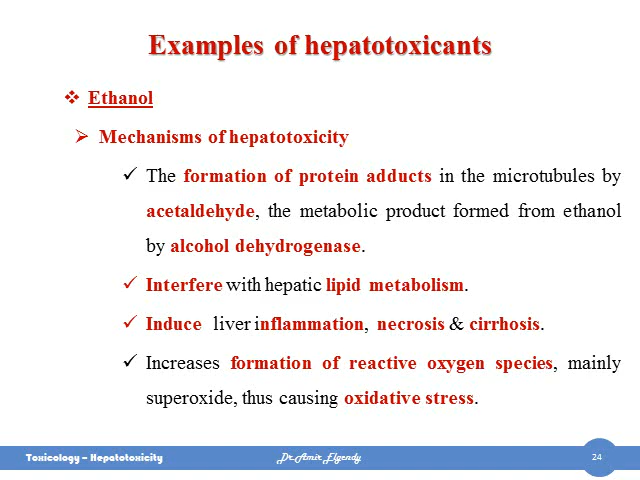 Examples of hepatotoxicants
❖ Ethanol
➢ Mechanisms of hepatotoxicity
✓ The formation of protein adducts in the microtubules by
acetaldehyde, the metabolic product formed from ethanol
by alcohol dehydrogenase.
✓ Interfere with hepatic lipid metabolism.
✓ Induce liver inflammation, necrosis & cirrhosis.
✓ Increases formation of reactive oxygen species, mainly
superoxide, thus causing oxidative stress.
Toxicology – Hepatotoxicity Dr. Amir Elgendy 24